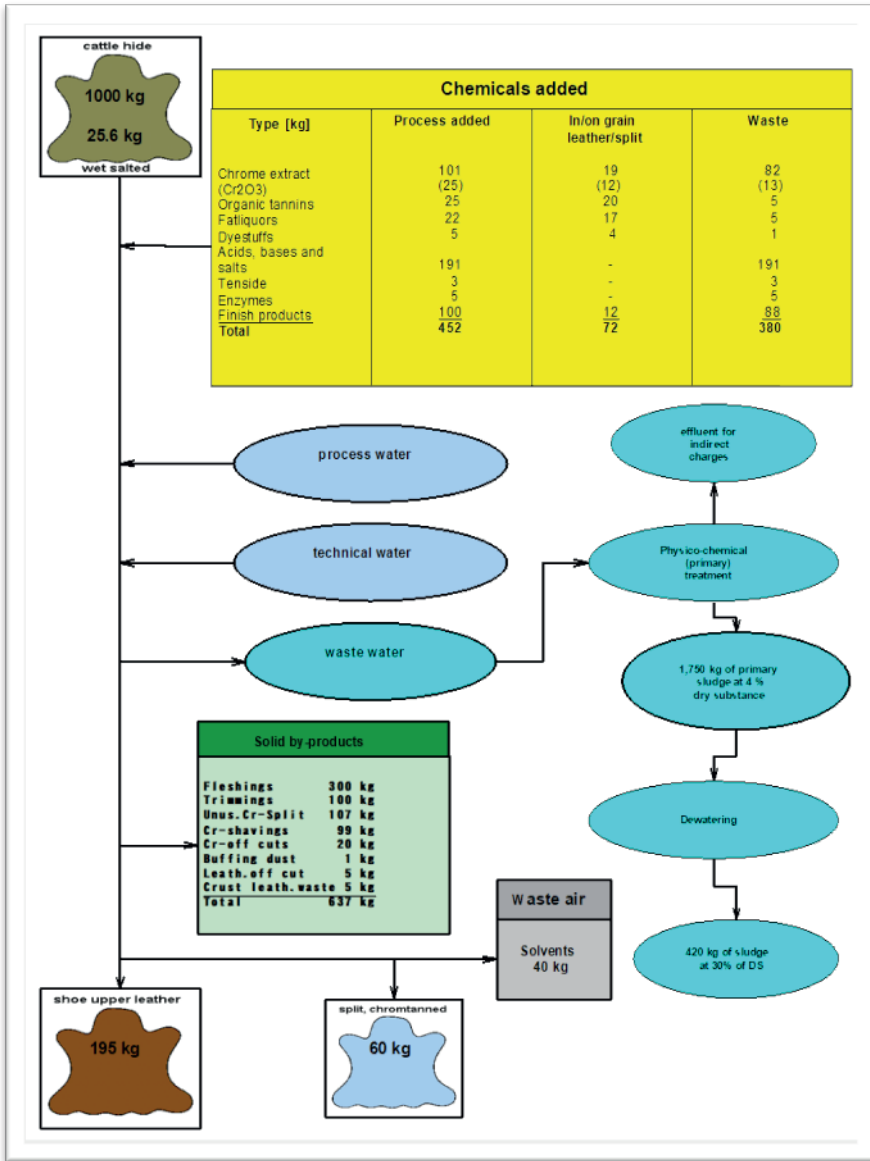 cattle hide
1000 kg
25.6 kg
wet salted
Chemicals added
Type [kg] Process added In/on grain leather/split Waste
Chrome extract 101 19 82
(Cr2O3) (25) (12) (13)
Organic tannins 25 20 5
Fatliquors 22 17 5
Dyestuffs 5 4 1
Acids, bases and
salts 191 - 191
Tenside 3 - 3
Enzymes 5 - 5
Finish products 100 12 88
Total 452 72 380
effluent for
indirect
charges
process water
Physico-chemical
(primary)
treatment
technical water
waste water
1,750 kg of primary
sludge at 4 %
dry substance
Solid by-products
Fleshings 300 kg
Trimmings 100 kg
Unus.Cr-Split 107 kg
Cr-shavings 99 kg
Cr-off cuts 20 kg
Buffing dust 1 kg
Leath.off cut 5 kg
Crust leath.waste 5 kg
Total 637 kg
Dewatering
Waste air
Solvents
40 kg
420 kg of sludge
at 30% of DS
shoe upper leather
195 kg
split, chromtanned
60 kg